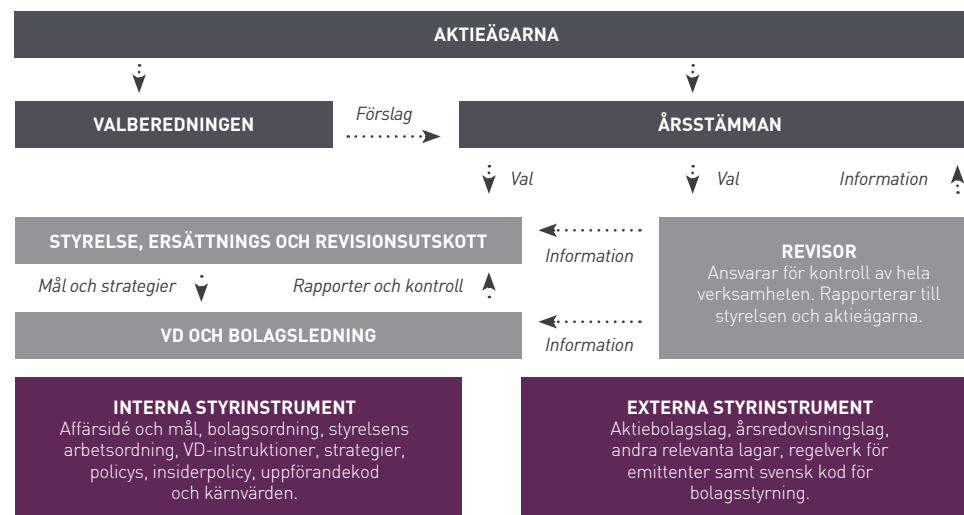 AKTIEÄGARNA
VALBEREDNINGEN
Förslag
ÅRSSTÄMMAN
Val
Val
Information
STYRELSE, ERSÄTTNINGS OCH REVISIONSUTSKOTT
Information
REVISOR
Ansvarar för kontroll av hela
verksamheten. Rapporterar till
styrelsen och aktieägarna.
Mål och strategier
Rapporter och kontroll
VD OCH BOLAGSLEDNING
Information
INTERNA STYRINSTRUMENT
Affärsidé och mål, bolagsordning, styrelsens
arbetsordning, VD-instruktioner, strategier,
policys, insiderpolicy, uppförandekod
och kärnvärden.
EXTERNA STYRINSTRUMENT
Aktiebolagslag, årsredovisningslag,
andra relevanta lagar, regelverk för
emittenter samt svensk kod för
bolagsstyrning.